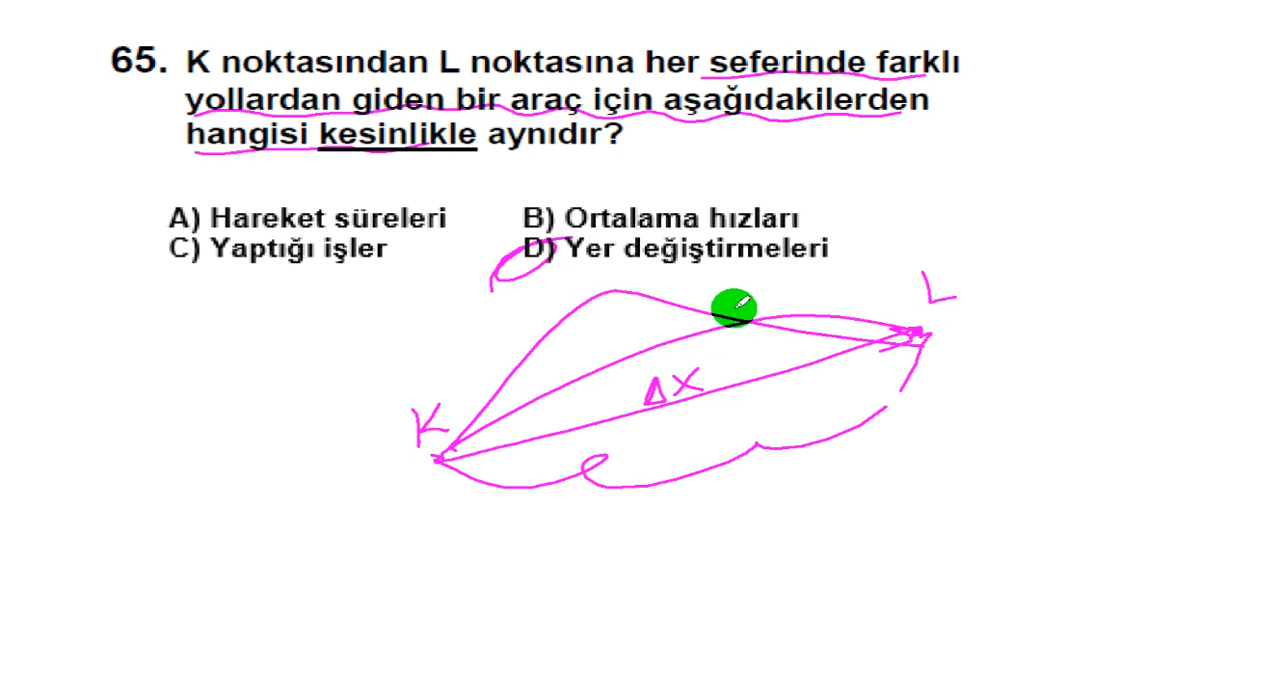 65. K noktasından L noktasına her seferinde farklı
yollardan giden bir araç için aşağıdakilerden
hangisi kesinlikle aynıdır?
A) Hareket süreleri B) Ortalama hızları
C) Yaptığı işler D) Yer değiştirmeleri
L
Δx
K